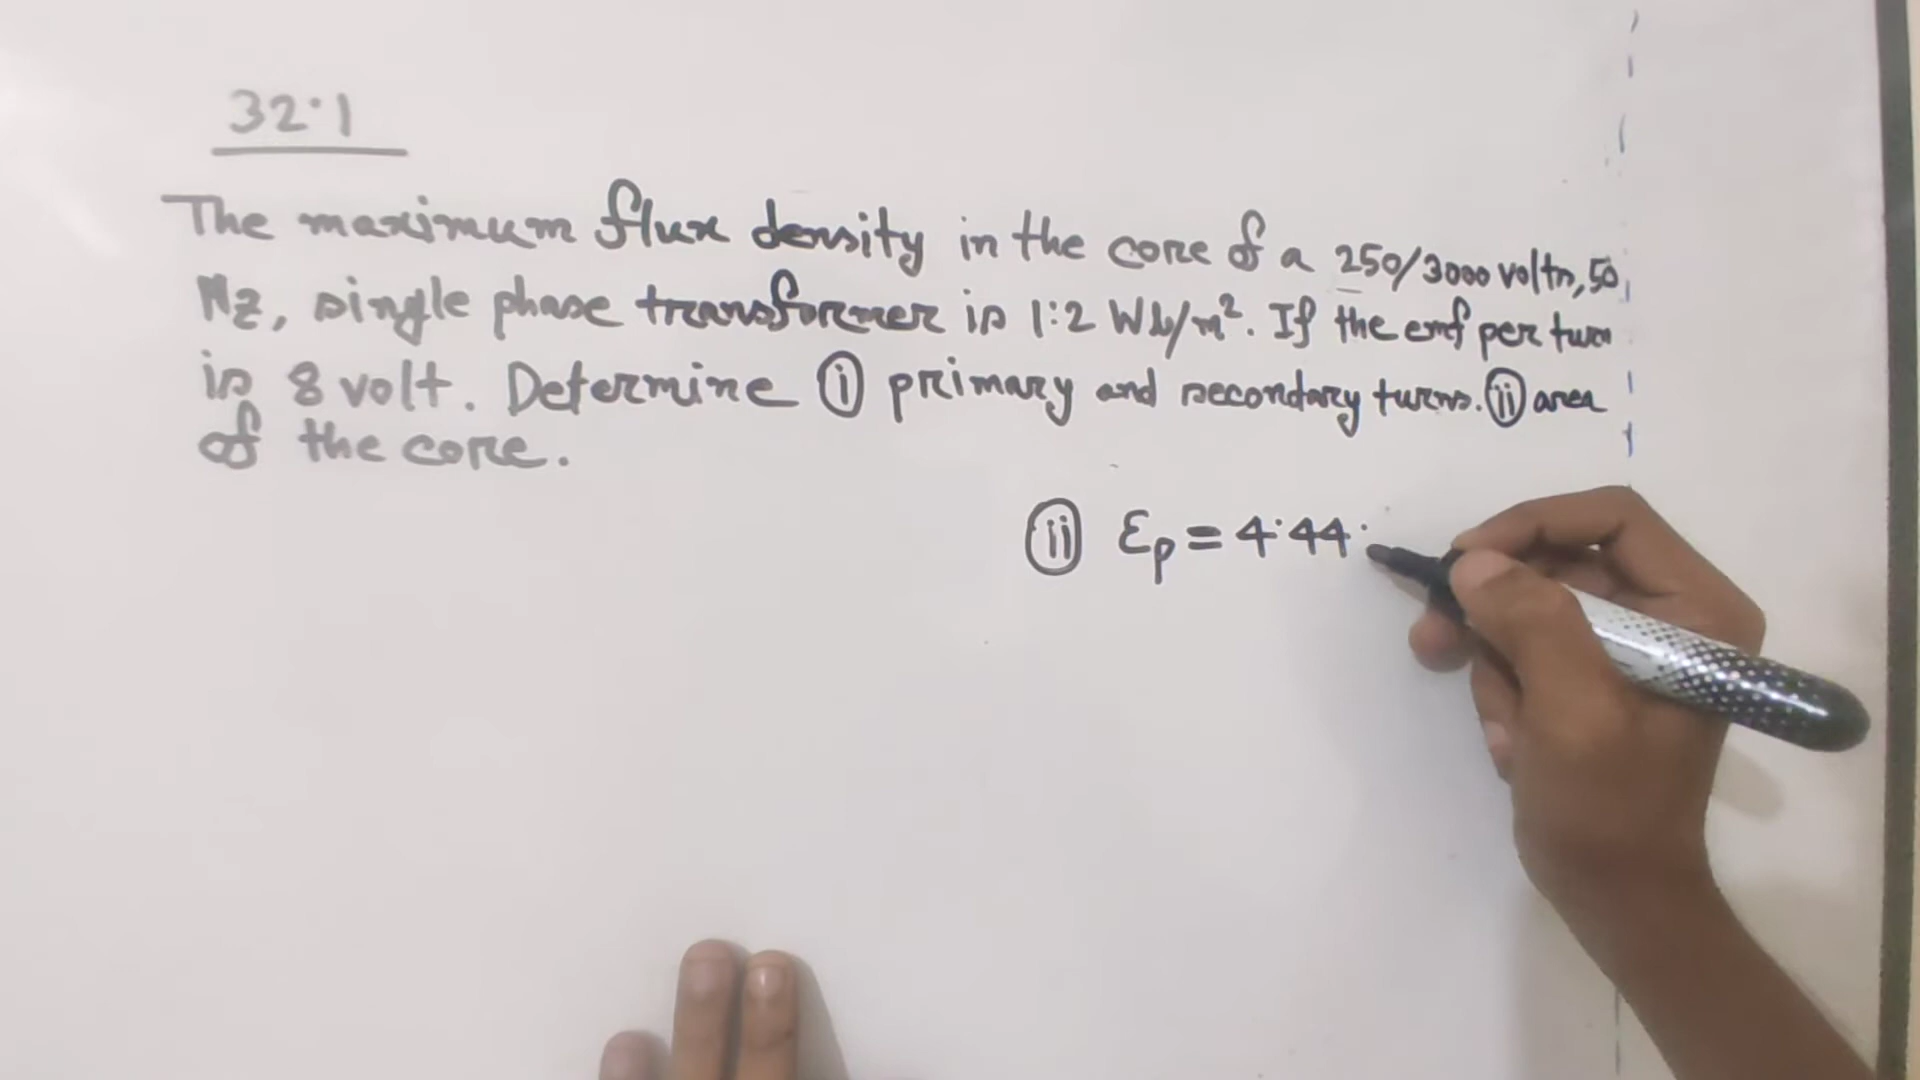 32.1
The maximum flux density in the core of a 250/3000 volts, 50
Hz, single phase transformer is 1:2 Wb/m². If the emf per turn
is 8 volt. Determine (i) primary and secondary turns. (ii) area
of the core.
(ii) Ep = 4.44.